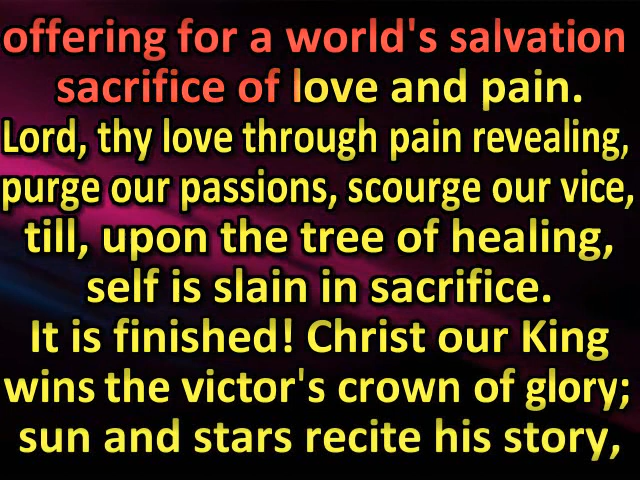 offering for a world's salvation
sacrifice of love and pain.
Lord, thy love through pain revealing,
purge our passions, scourge our vice,
till, upon the tree of healing,
self is slain in sacrifice.
It is finished! Christ our King
wins the victor's crown of glory;
sun and stars recite his story,